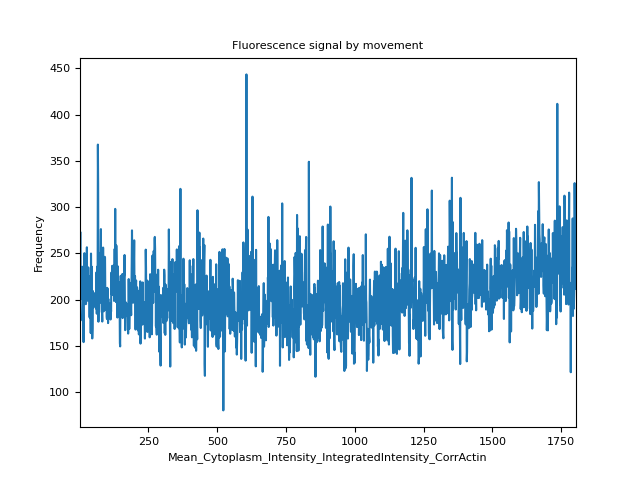 Fluorescence signal by movement
450
400
350
300
250
200
150
100
Frequency
250 500 750 1000 1250 1500 1750
Mean_Cytoplasm_Intensity_IntegratedIntensity_CorrActin